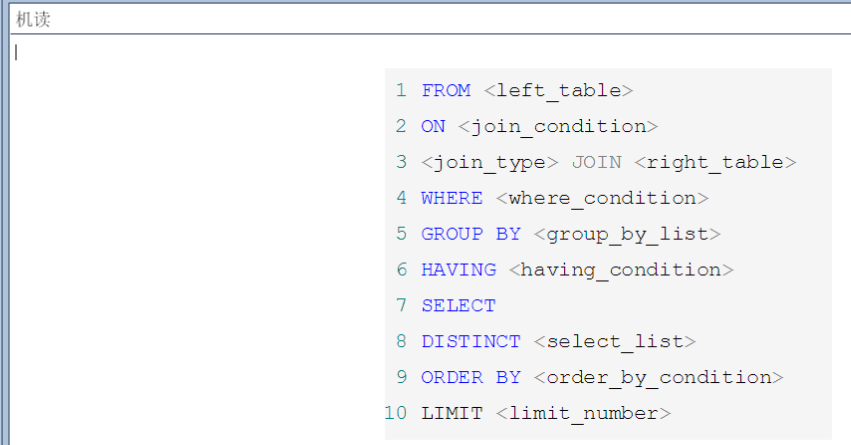 机读
1 FROM <left_table>
2 ON <join_condition>
3 <join_type> JOIN <right_table>
4 WHERE <where_condition>
5 GROUP BY <group_by_list>
6 HAVING <having_condition>
7 SELECT
8 DISTINCT <select_list>
9 ORDER BY <order_by_condition>
10 LIMIT <limit_number>